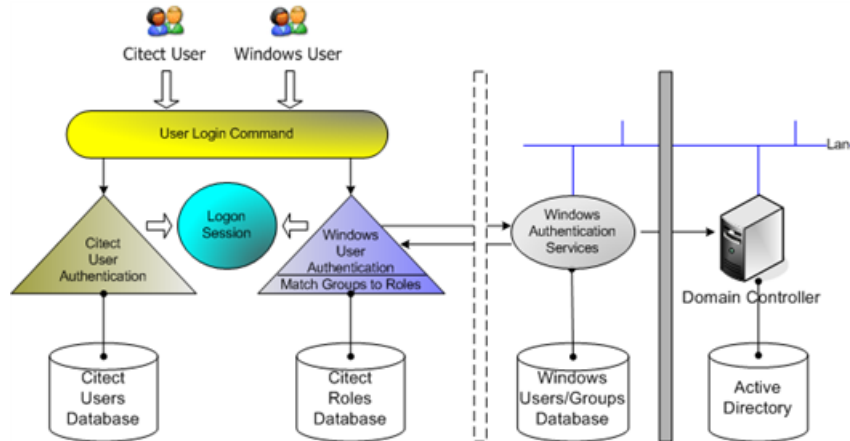 Citect User
Windows User
User Login Command
Lan
Citect
User
Authentication
Logon
Session
Windows
User
Authentication
Match Groups to Roles
Windows
Authentication
Services
Domain Controller
Citect
Users
Database
Citect
Roles
Database
Windows
Users/Groups
Database
Active
Directory